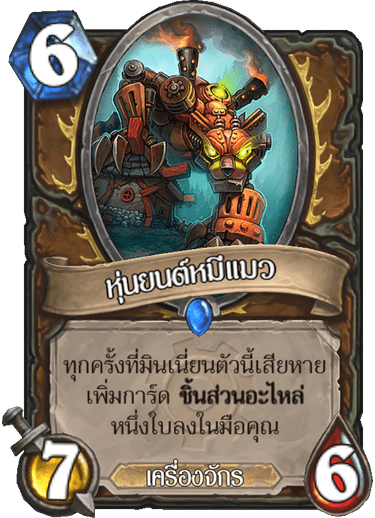 6
หุ่นยนต์หมีแมว
ทุกครั้งที่มินเนี่ยนตัวนี้เสียหาย
เพิ่มการ์ด ชิ้นส่วนอะไหล่
หนึ่งใบลงในมือคุณ
7
เครื่องจักร
6